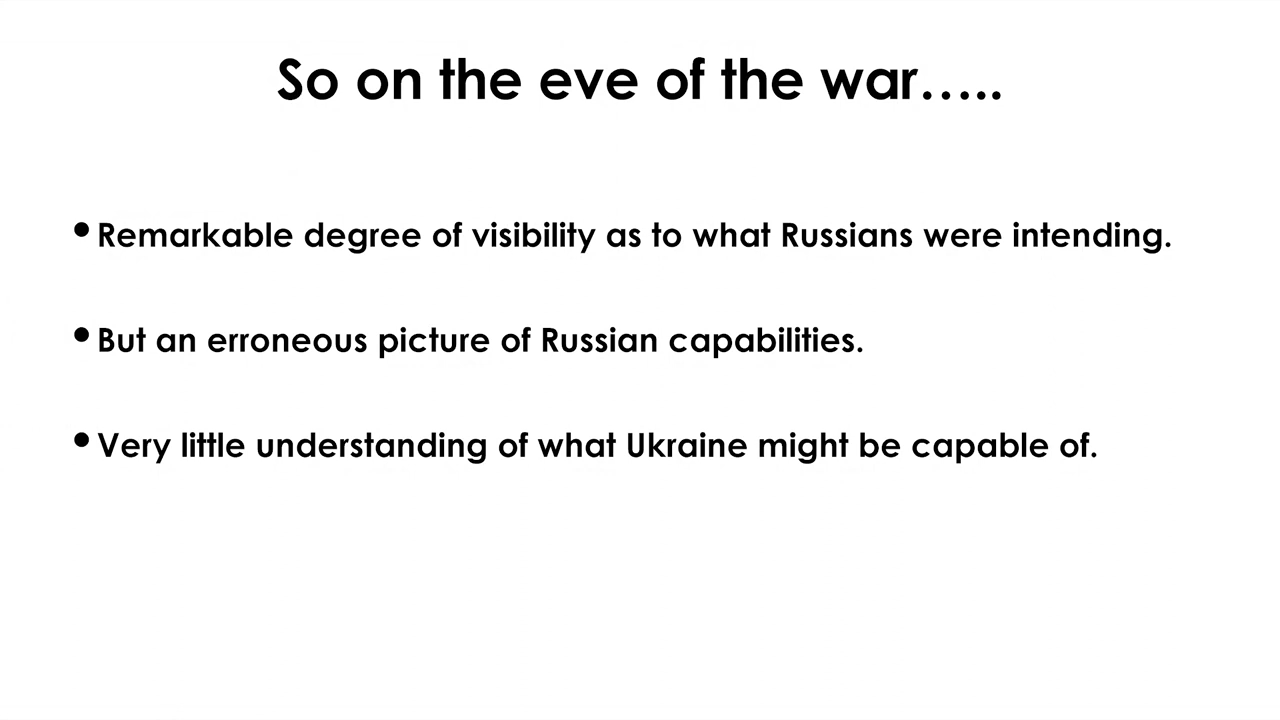 So on the eve of the war…..
•Remarkable degree of visibility as to what Russians were intending.
•But an erroneous picture of Russian capabilities.
•Very little understanding of what Ukraine might be capable of.